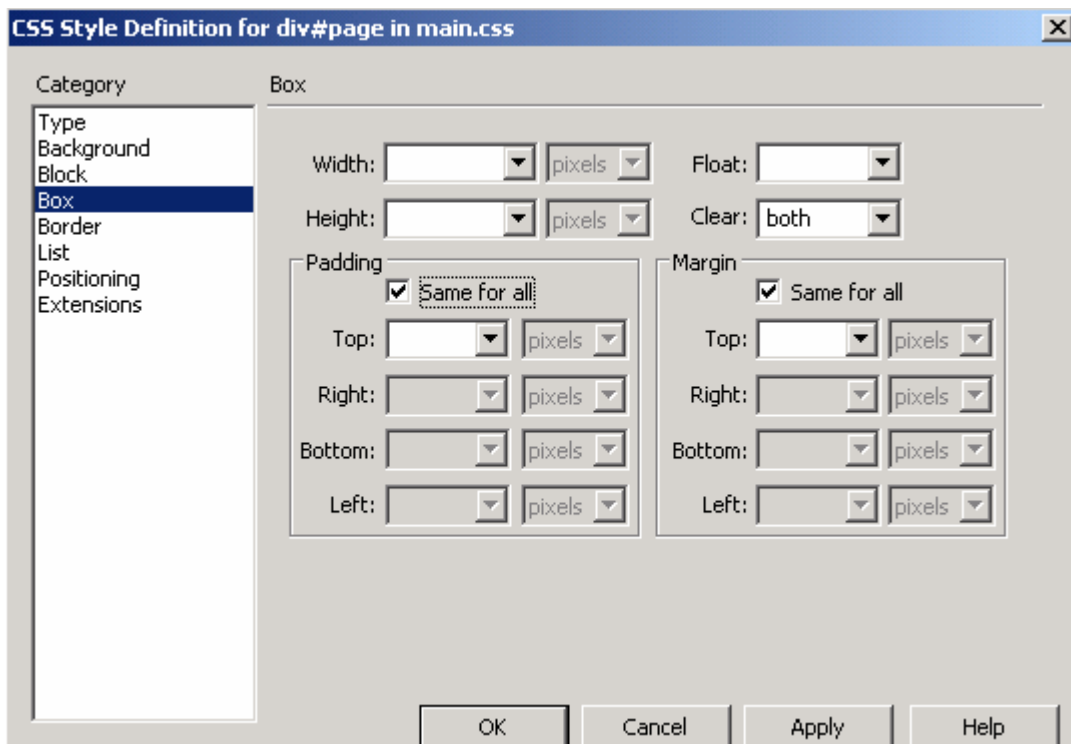 CSS Style Definition for div#page in main.css
Category
Type
Background
Block
Box
Border
List
Positioning
Extensions
Box
Width: pixels Float:
Height: pixels Clear: both
Padding
Same for all
Top: pixels
Right: pixels
Bottom: pixels
Left: pixels
Margin
Same for all
Top: pixels
Right: pixels
Bottom: pixels
Left: pixels
OK Cancel Apply Help